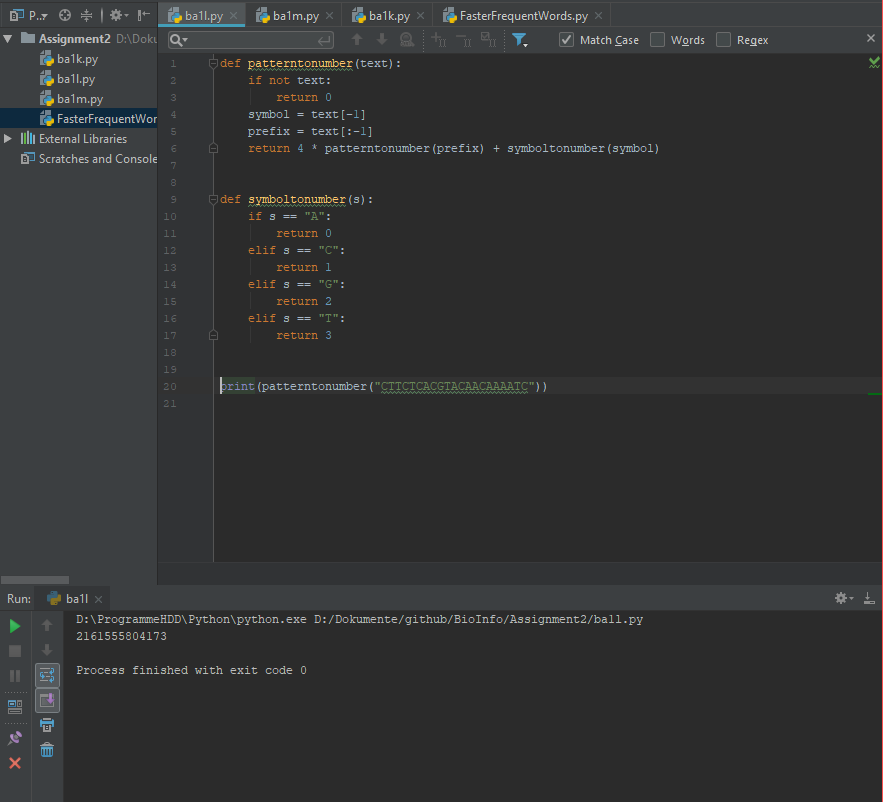 P..
ba1l.py
ba1m.py
ba1k.py
FasterFrequentWords.py
Assignment2 D:\Doku
ba1k.py
ba1l.py
ba1m.py
FasterFrequentWor
External Libraries
Scratches and Console
Match Case
Words
Regex
1 def patterntonumber(text):
2 if not text:
3 return 0
4 symbol = text[-1]
5 prefix = text[:-1]
6 return 4 * patterntonumber(prefix) + symboltonumber(symbol)
7
8
9 def symboltonumber(s):
10 if s == "A":
11 return 0
12 elif s == "C":
13 return 1
14 elif s == "G":
15 return 2
16 elif s == "T":
17 return 3
18
19
20 print(patterntonumber("CTTCTCACGTACAACAAAATC"))
21
Run: ba1l
D:\ProgrammeHDD\Python\python.exe D:/Dokumente/github/BioInfo/Assignment2/ba1l.py
2161555804173
Process finished with exit code 0